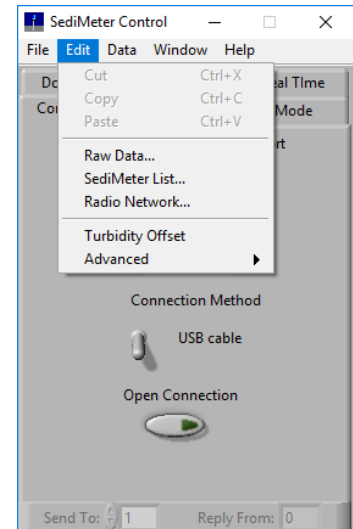 SediMeter Control
File Edit Data Window Help
Cut Ctrl+X
Copy Ctrl+C
Paste Ctrl+V
Mode
Raw Data...
SediMeter List...
Radio Network...
Turbidity Offset
Advanced
Connection Method
USB cable
Open Connection
Send To: 1 Reply From: 0